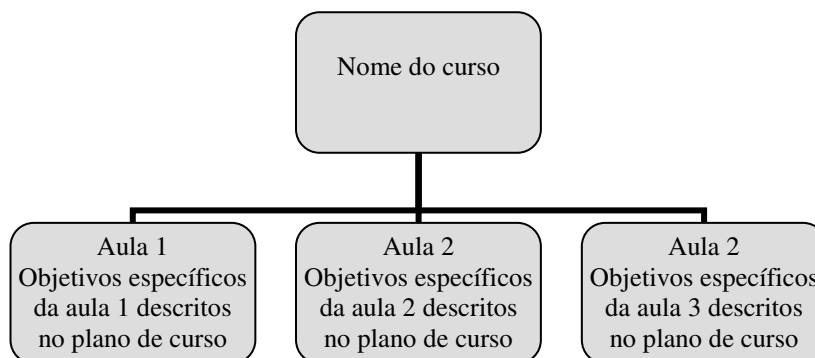 Nome do curso
Aula 1
Objetivos específicos
da aula 1 descritos
no plano de curso
Aula 2
Objetivos específicos
da aula 2 descritos
no plano de curso
Aula 2
Objetivos específicos
da aula 3 descritos
no plano de curso